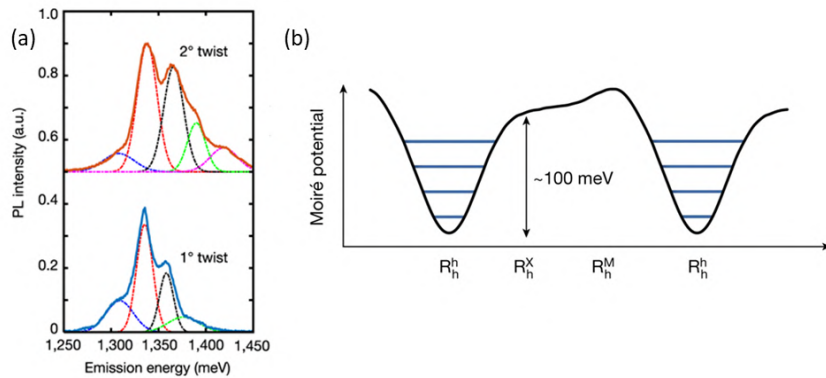 (a)
1.0
0.8
0.6
0.4
0.2
0
PL intensity (a.u.)
2° twist
1° twist
1,250 1,300 1,350 1,400 1,450
Emission energy (meV)
(b)
Moiré potential
~100 meV
R_h^h R_h^X R_h^M R_h^h